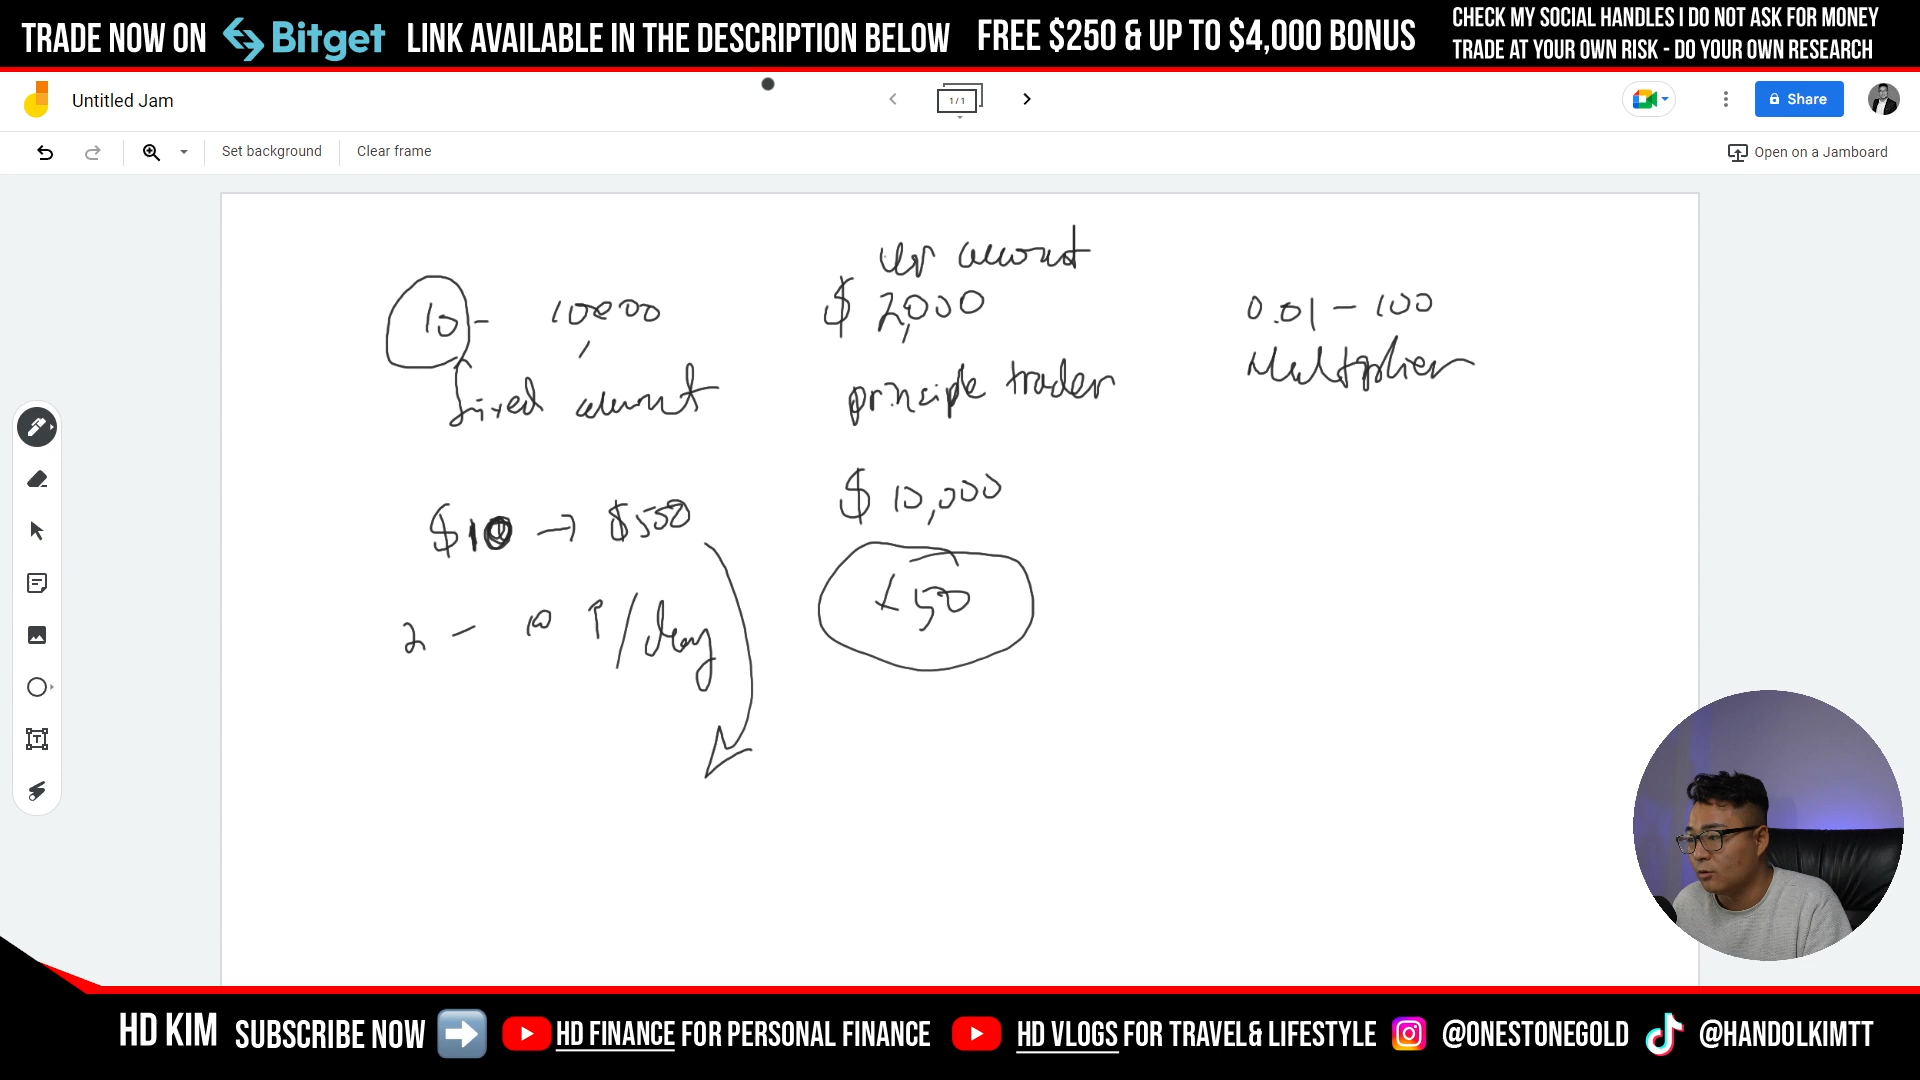 TRADE NOW ON Bitget LINK AVAILABLE IN THE DESCRIPTION BELOW FREE $250 & UP TO $4,000 BONUS
CHECK MY SOCIAL HANDLES I DO NOT ASK FOR MONEY
TRADE AT YOUR OWN RISK - DO YOUR OWN RESEARCH
Untitled Jam
1 / 1
Share
Set background
Clear frame
Open on a Jamboard
amount
10 - 10,000
$ 2,000
0.01 - 100
fixed amount
principle trader
Multiplier
$10 → $500
$ 10,000
50
2 - 10 /day
HD KIM SUBSCRIBE NOW HD FINANCE FOR PERSONAL FINANCE HD VLOGS FOR TRAVEL& LIFESTYLE @ONESTONEGOLD @HANDOLKIMTT